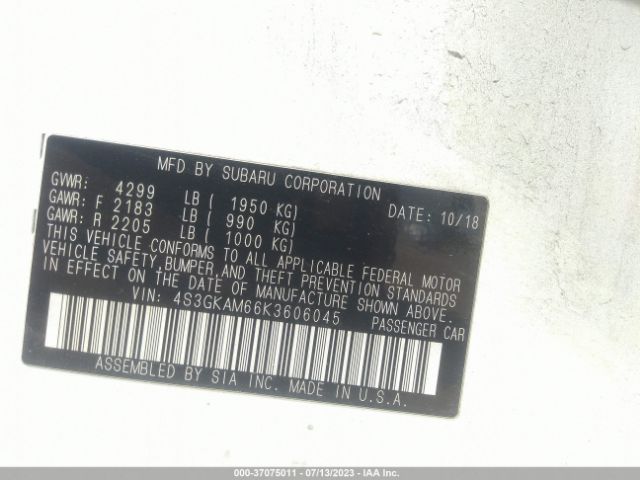 MFD BY SUBARU CORPORATION
GVWR: 4299 LB ( 1950 KG) DATE: 10/18
GAWR: F 2183 LB ( 990 KG)
GAWR: R 2205 LB ( 1000 KG)
THIS VEHICLE CONFORMS TO ALL APPLICABLE FEDERAL MOTOR
VEHICLE SAFETY, BUMPER, AND THEFT PREVENTION STANDARDS
IN EFFECT ON THE DATE OF MANUFACTURE SHOWN ABOVE.
VIN: 4S3GKAM66K3606045 PASSENGER CAR
ASSEMBLED BY SIA INC. MADE IN U.S.A.
000-37075011 - 07/13/2023 - IAA Inc.